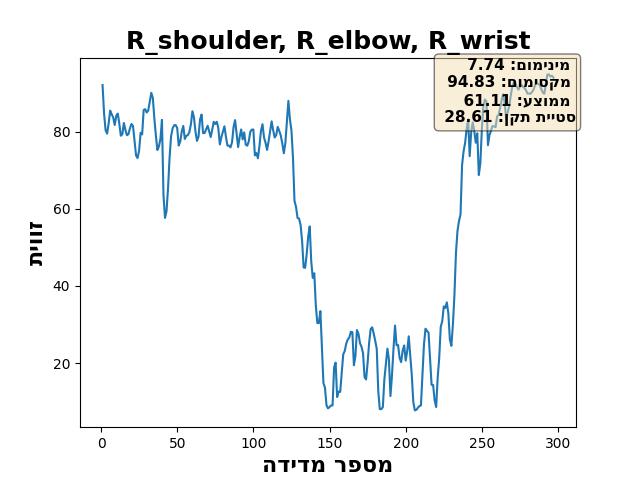 R_shoulder, R_elbow, R_wrist
מינימום: 7.74
מקסימום: 94.83
ממוצע: 61.11
סטיית תקן: 28.61
זווית
80
60
40
20
0 50 100 150 200 250 300
מספר מדידה